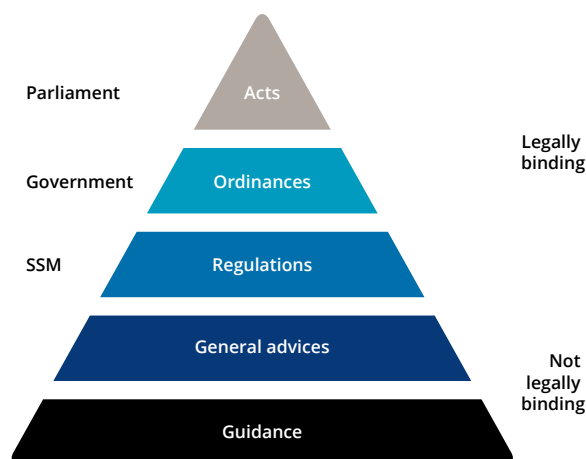 Parliament
Acts
Legally
binding
Government
Ordinances
SSM
Regulations
General advices
Not
legally
binding
Guidance